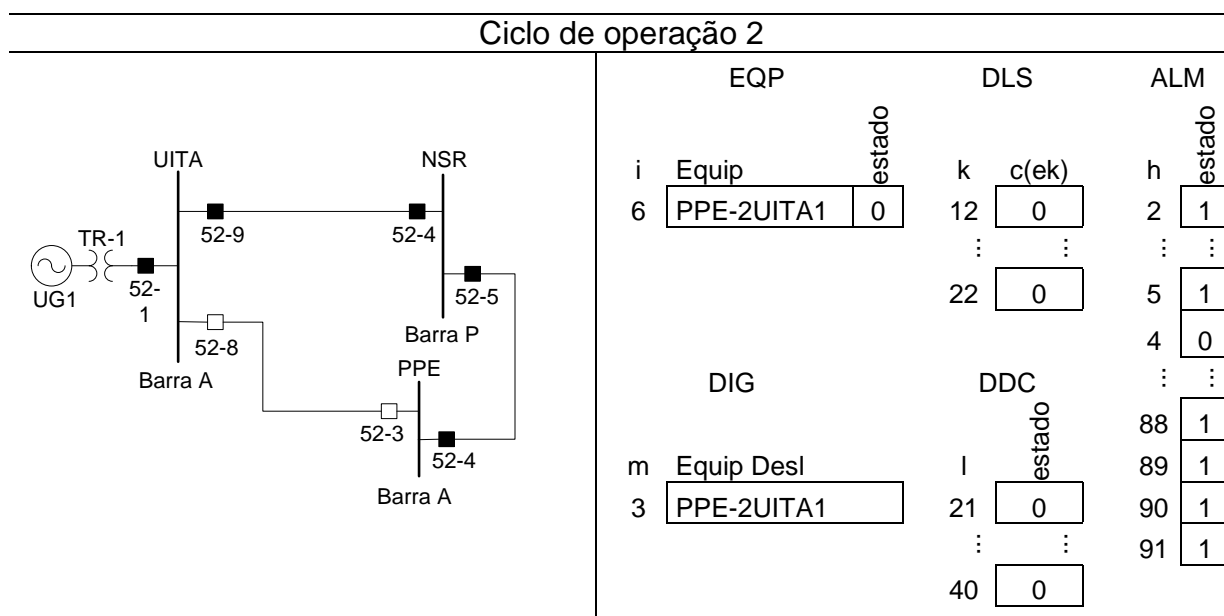 Ciclo de operação 2
UITA
NSR
TR-1
UG1
52-
1
52-9
52-4
52-8
52-5
Barra A
Barra P
PPE
52-3
52-4
Barra A
EQP
DLS
ALM
i Equip estado
6 PPE-2UITA1 0
k c(ek)
12 0
⋮ ⋮
22 0
h estado
2 1
⋮ ⋮
5 1
4 0
⋮ ⋮
88 1
89 1
90 1
91 1
DIG
DDC
m Equip Desl
3 PPE-2UITA1
l estado
21 0
⋮ ⋮
40 0